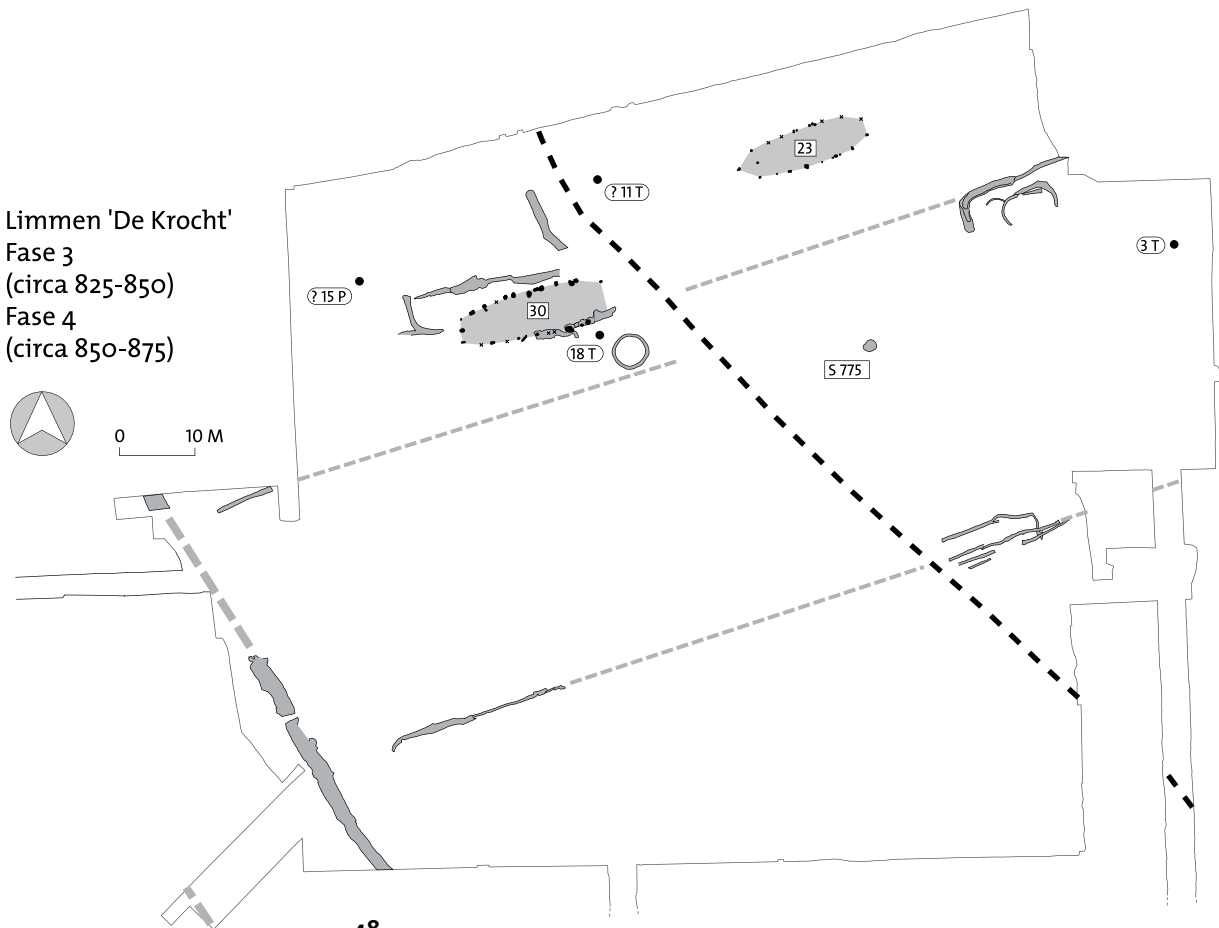 Limmen 'De Krocht'
Fase 3
(circa 825-850)
Fase 4
(circa 850-875)
0 10 M
23
? 11 T
3 T
? 15 P
30
18 T
S 775